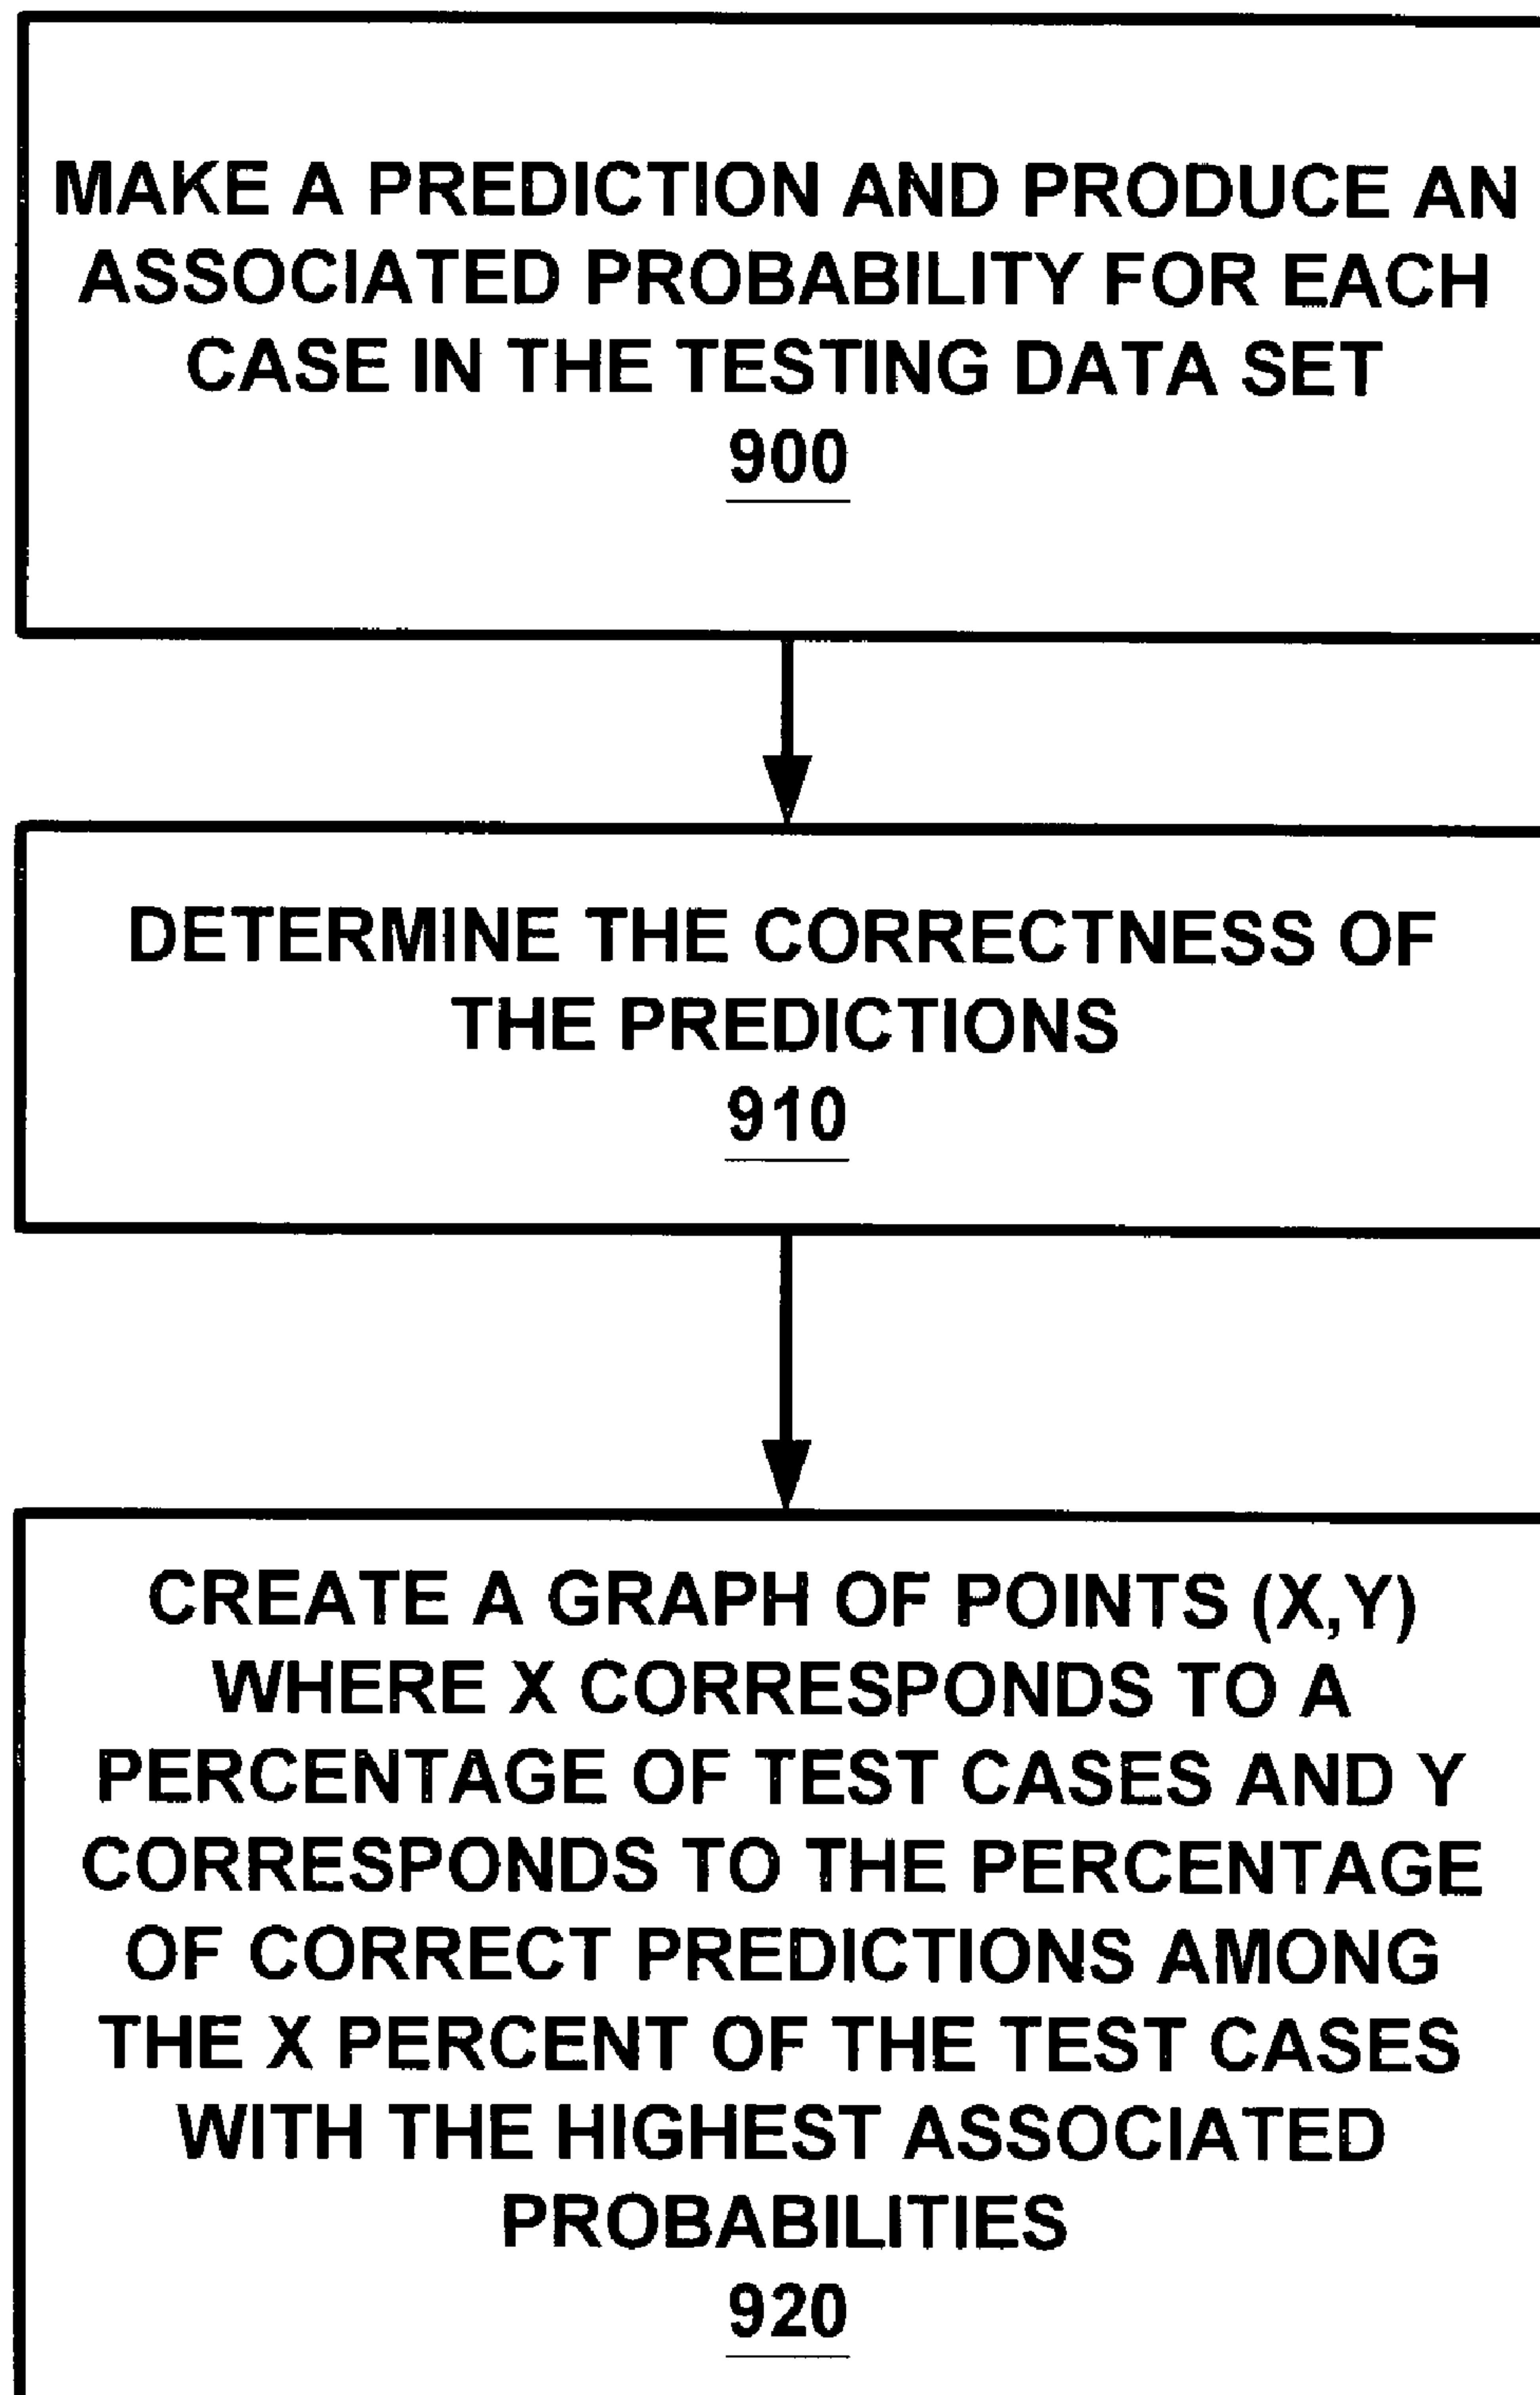 MAKE A PREDICTION AND PRODUCE AN
ASSOCIATED PROBABILITY FOR EACH
CASE IN THE TESTING DATA SET
900
DETERMINE THE CORRECTNESS OF
THE PREDICTIONS
910
CREATE A GRAPH OF POINTS (X,Y)
WHERE X CORRESPONDS TO A
PERCENTAGE OF TEST CASES AND Y
CORRESPONDS TO THE PERCENTAGE
OF CORRECT PREDICTIONS AMONG
THE X PERCENT OF THE TEST CASES
WITH THE HIGHEST ASSOCIATED
PROBABILITIES
920